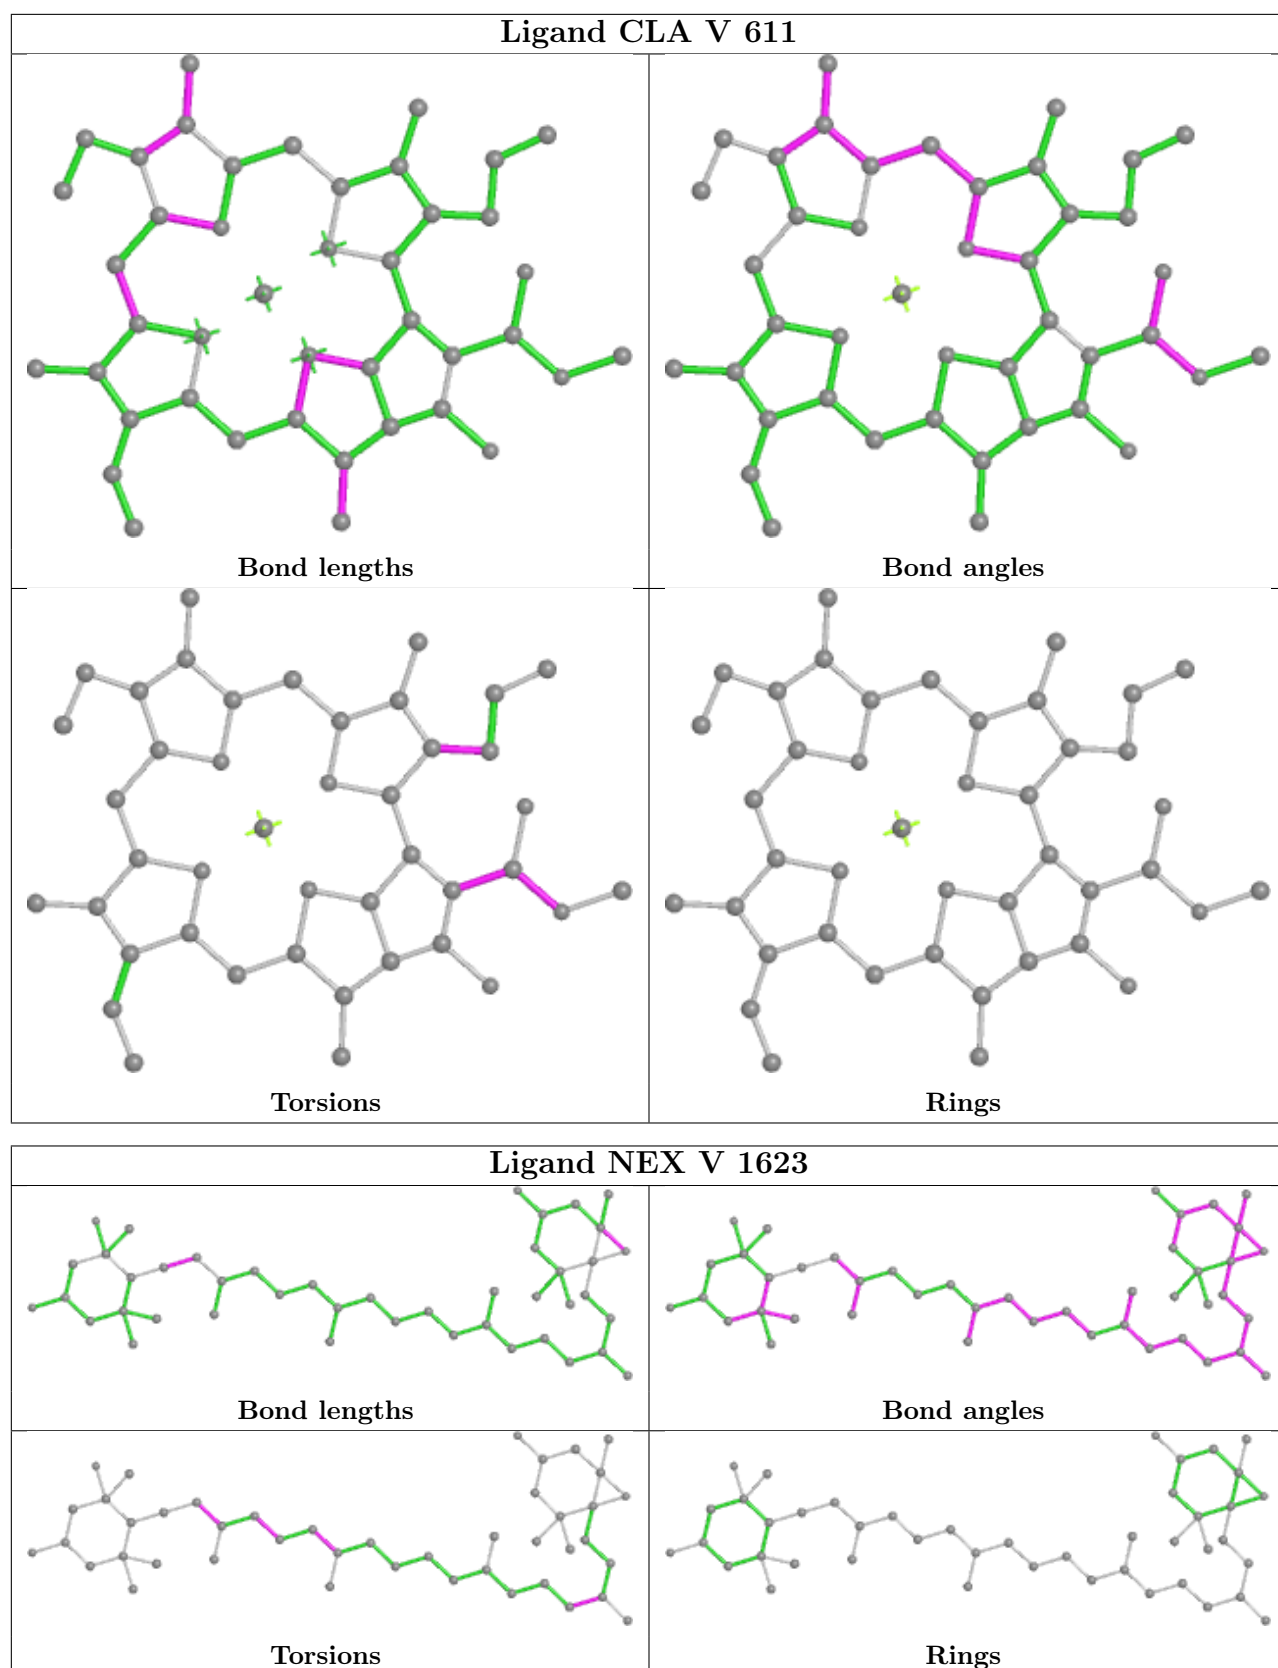 Ligand CLA V 611
Bond lengths
Bond angles
Torsions
Rings
Ligand NEX V 1623
Bond lengths
Bond angles
Torsions
Rings